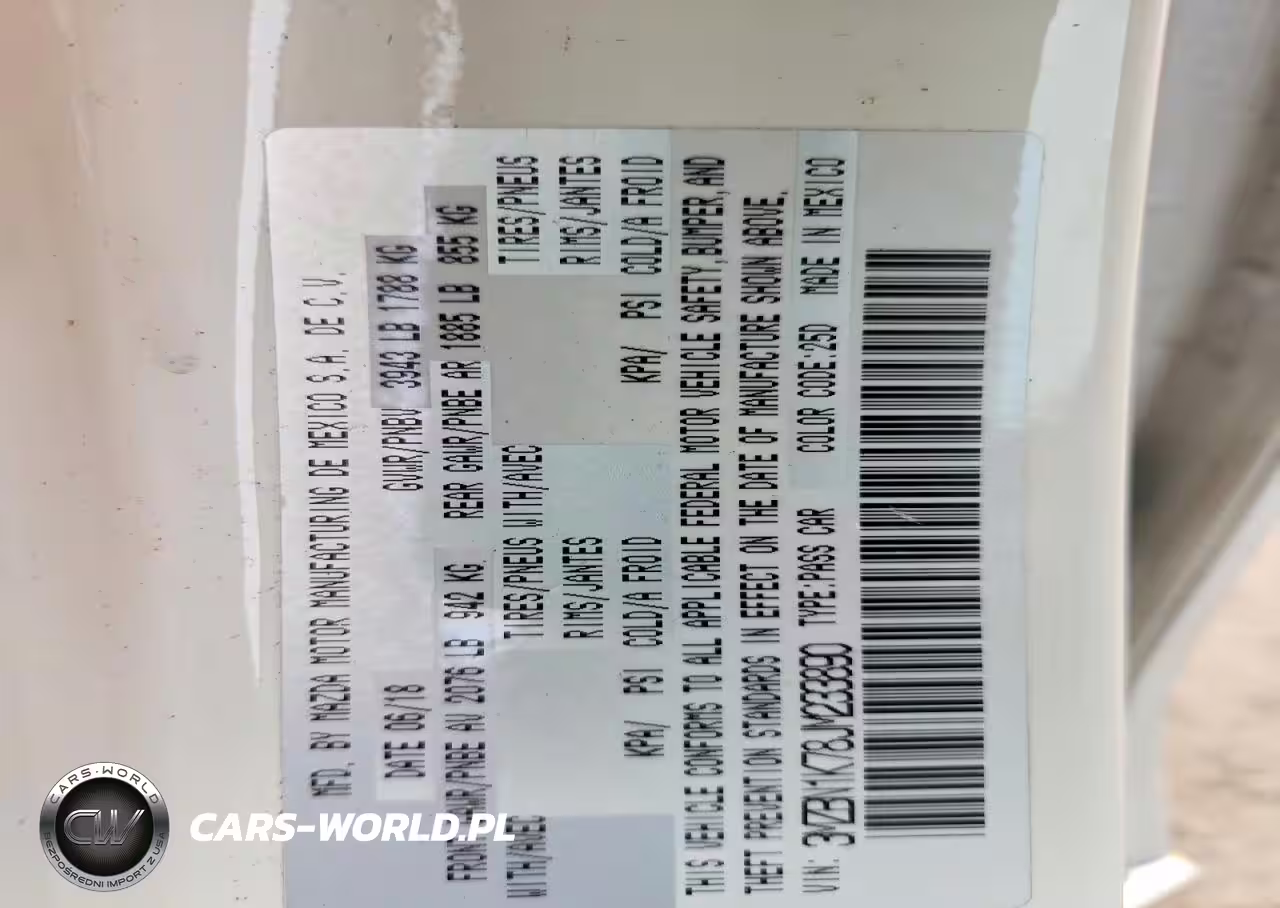 MFD. BY MAZDA MOTOR MANUFACTURING DE MEXICO S.A. DE C.V.
DATE 06/18 GVWR/PNBV 3943 LB 1788 KG
FRONT GAWR/PNBE AV 2076 LB 942 KG REAR GAWR/PNBE AR 1885 LB 855 KG
WITH/AVEC TIRES/PNEUS WITH/AVEC TIRES/PNEUS
RIMS/JANTES RIMS/JANTES
KPA/ PSI COLD/A FROID KPA/ PSI COLD/A FROID
THIS VEHICLE CONFORMS TO ALL APPLICABLE FEDERAL MOTOR VEHICLE SAFETY,BUMPER,AND
THEFT PREVENTION STANDARDS IN EFFECT ON THE DATE OF MANUFACTURE SHOWN ABOVE.
VIN: 3MZBN1K78JM233890 TYPE:PASS CAR COLOR CODE:25D MADE IN MEXICO
CARS-WORLD
CW
BEZPOŚREDNI IMPORT Z USA
CARS-WORLD.PL